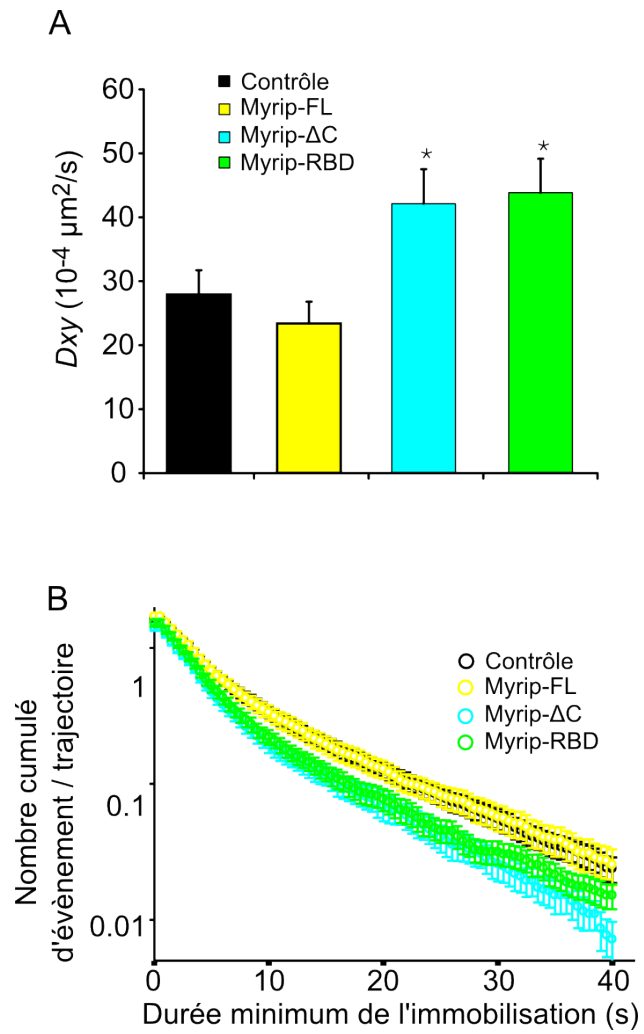 A
Contrôle
Myrip-FL
Myrip-ΔC
Myrip-RBD
Dxy (10⁻⁴ μm²/s)
60
50
40
30
20
10
0
*
*
B
Contrôle
Myrip-FL
Myrip-ΔC
Myrip-RBD
Nombre cumulé
d'évènement / trajectoire
1
0.1
0.01
0 10 20 30 40
Durée minimum de l'immobilisation (s)